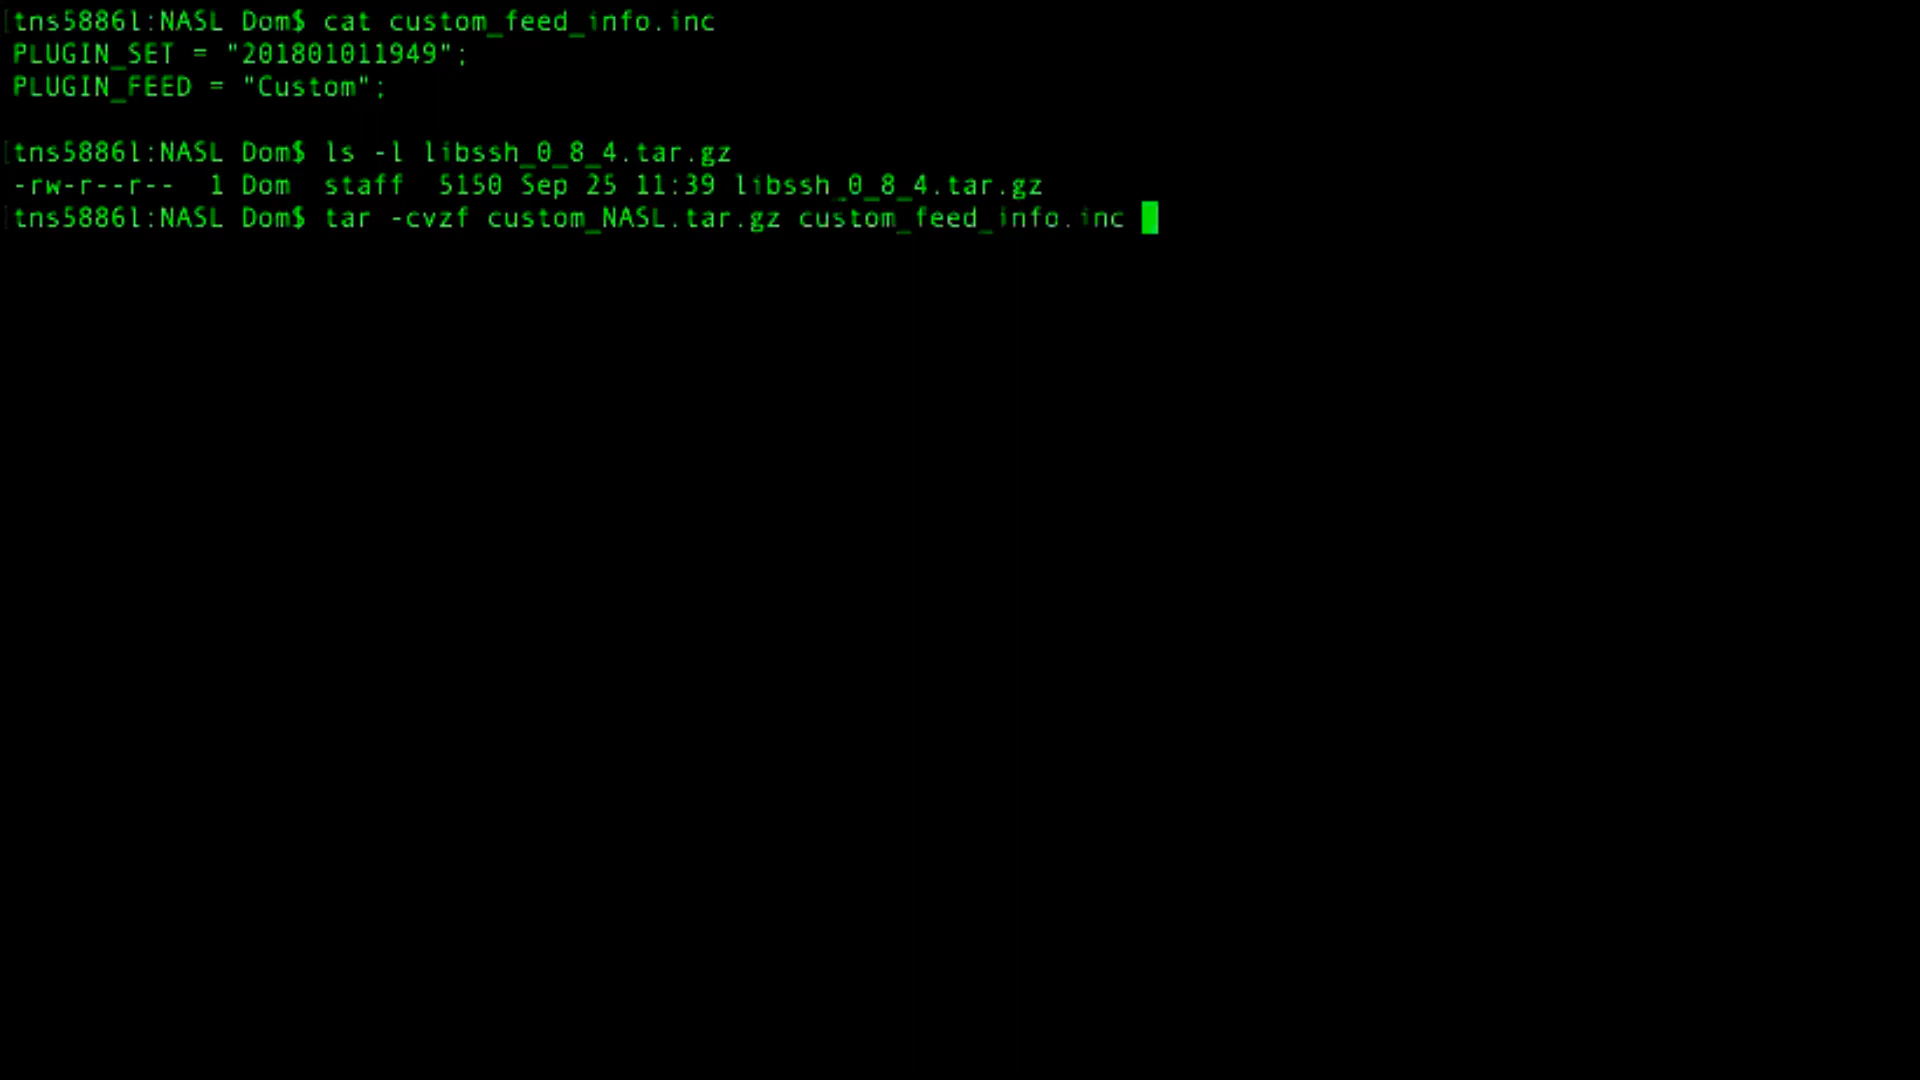 [tns5886l:NASL Dom$ cat custom_feed_info.inc
PLUGIN_SET = "201801011949";
PLUGIN_FEED = "Custom";
[tns5886l:NASL Dom$ ls -l libssh_0_8_4.tar.gz
-rw-r--r-- 1 Dom staff 5150 Sep 25 11:39 libssh_0_8_4.tar.gz
[tns5886l:NASL Dom$ tar -cvzf custom_NASL.tar.gz custom_feed_info.inc